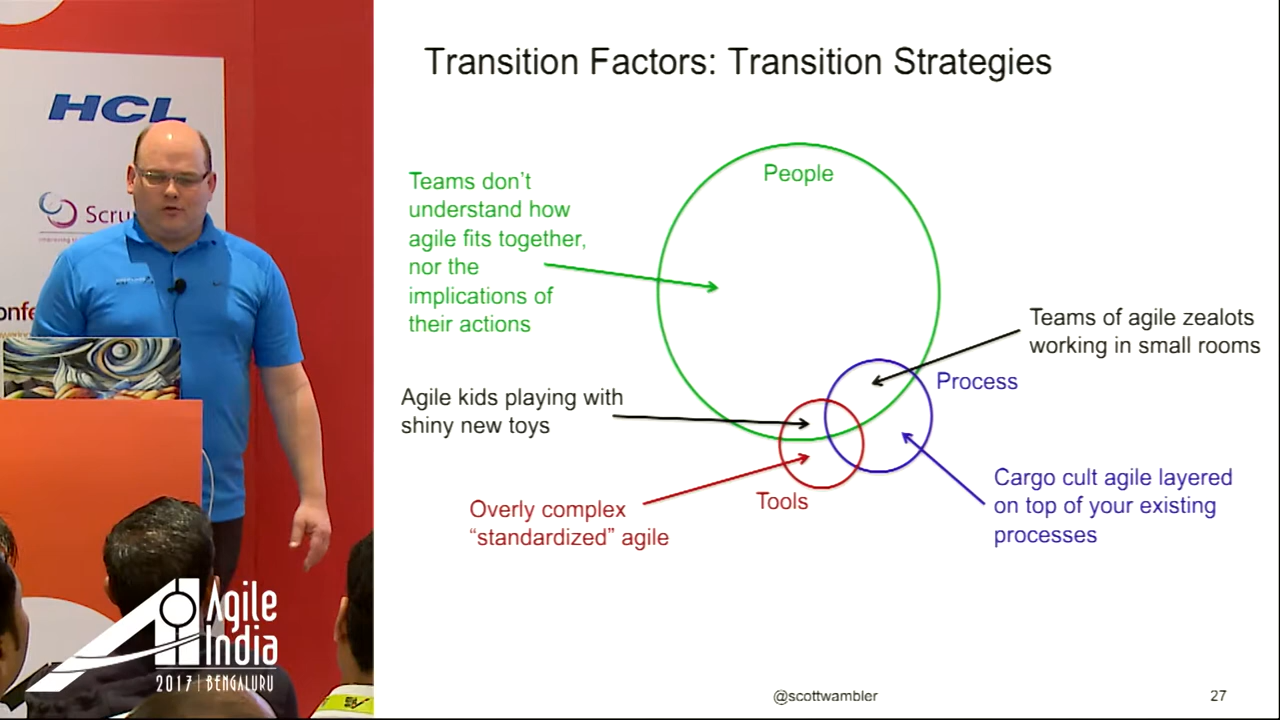 HCL
Scru
onfe
Agile
India
2017 | BENGALURU
Transition Factors: Transition Strategies
People
Teams don't
understand how
agile fits together,
nor the
implications of
their actions
Teams of agile zealots
working in small rooms
Process
Agile kids playing with
shiny new toys
Cargo cult agile layered
on top of your existing
processes
Tools
Overly complex
“standardized” agile
@scottwambler
27